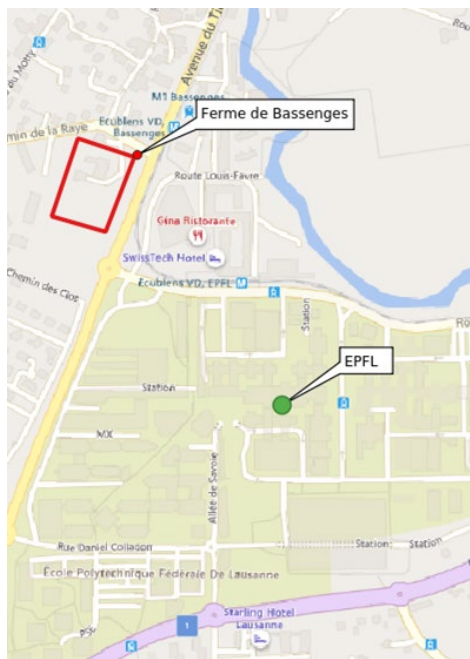 Avenue du Ti
du Motty
M1 Bassenges
Ecublens VD,
Bassenges
Ferme de Bassenges
min de la Raye
Route Louis-Favre
Gina Ristorante
SwissTech Hotel
Chemin des Clos
Ecublens VD, EPFL
Ro
Station
EPFL
Station
MX
Allée de Savoie
Rue Daniel Colladon
Station
Station
École Polytechnique Fédérale De Lausanne
1
Starling Hotel
Lausanne